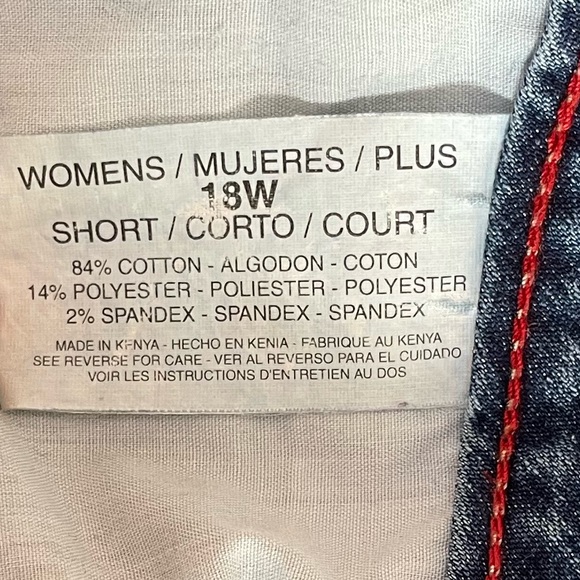 WOMENS / MUJERES / PLUS
18W
SHORT / CORTO / COURT
84% COTTON - ALGODON - COTON
14% POLYESTER - POLIESTER - POLYESTER
2% SPANDEX - SPANDEX - SPANDEX
MADE IN KENYA - HECHO EN KENIA - FABRIQUE AU KENYA
SEE REVERSE FOR CARE - VER AL REVERSO PARA EL CUIDADO
VOIR LES INSTRUCTIONS D'ENTRETIEN AU DOS